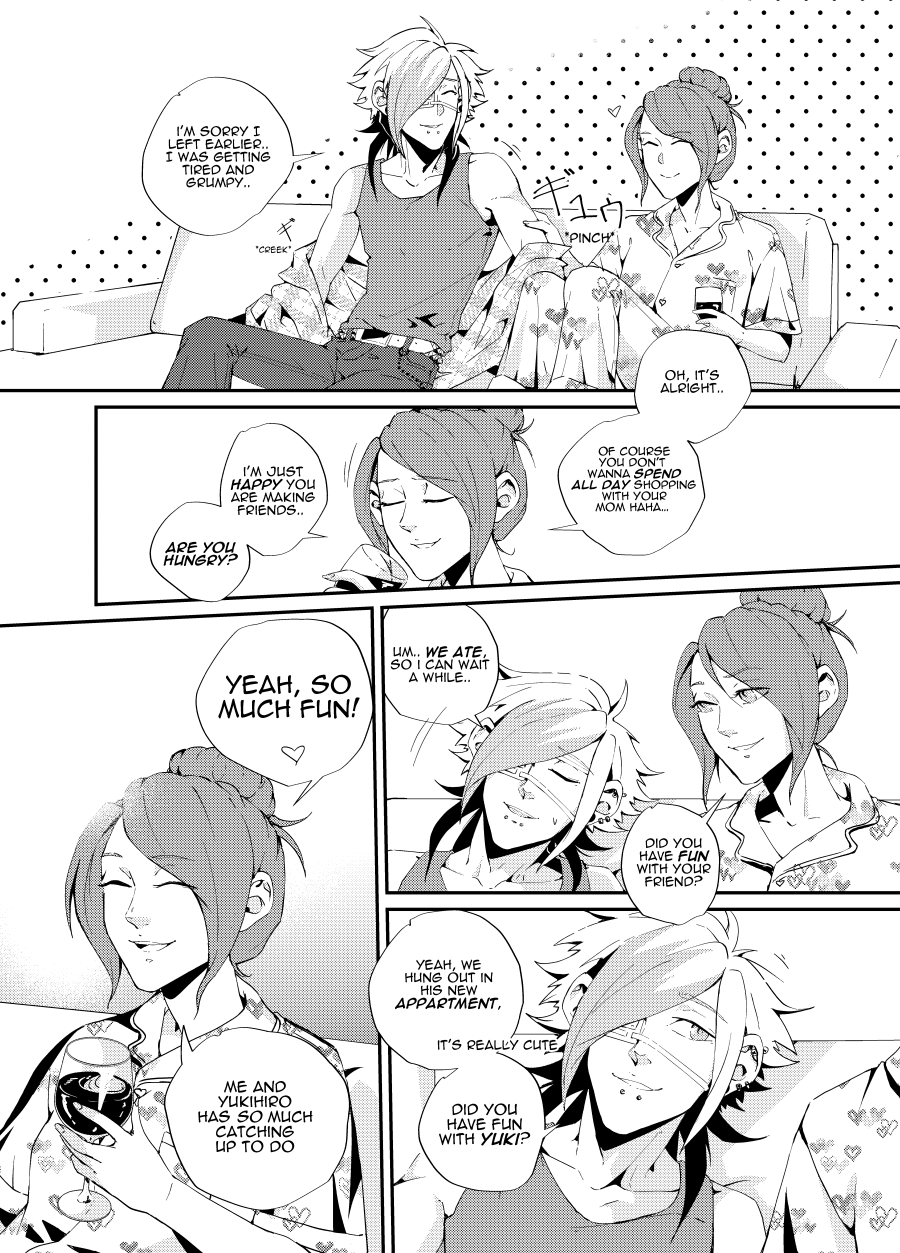 I'M SORRY I
LEFT EARLIER..
I WAS GETTING
TIRED AND
GRUMPY..
ギ
*CREEK*
ギュウ
*PINCH*
OH, IT'S
ALRIGHT..
OF COURSE
YOU DON'T
WANNA SPEND
ALL DAY SHOPPING
WITH YOUR
MOM HAHA...
I'M JUST
HAPPY YOU
ARE MAKING
FRIENDS..
ARE YOU
HUNGRY?
UM.. WE ATE,
SO I CAN WAIT
A WHILE..
DID YOU
HAVE FUN
WITH YOUR
FRIEND?
YEAH, WE
HUNG OUT IN
HIS NEW
APPARTMENT,
IT'S REALLY CUTE
DID YOU
HAVE FUN
WITH YUKI?
YEAH, SO
MUCH FUN!
ME AND
YUKIHIRO
HAS SO MUCH
CATCHING
UP TO DO